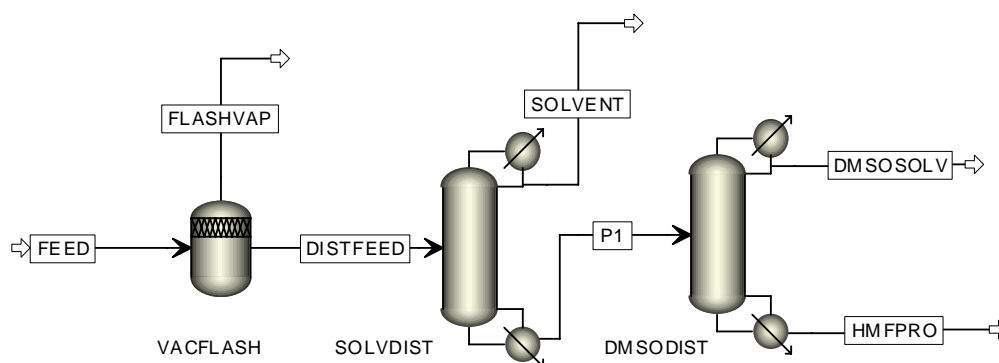 SOLVENT
FLASHVAP
DMSOSOLV
P1
FEED
DISTFEED
HMFPRO
VACFLASH
SOLVDIST
DMSODIST